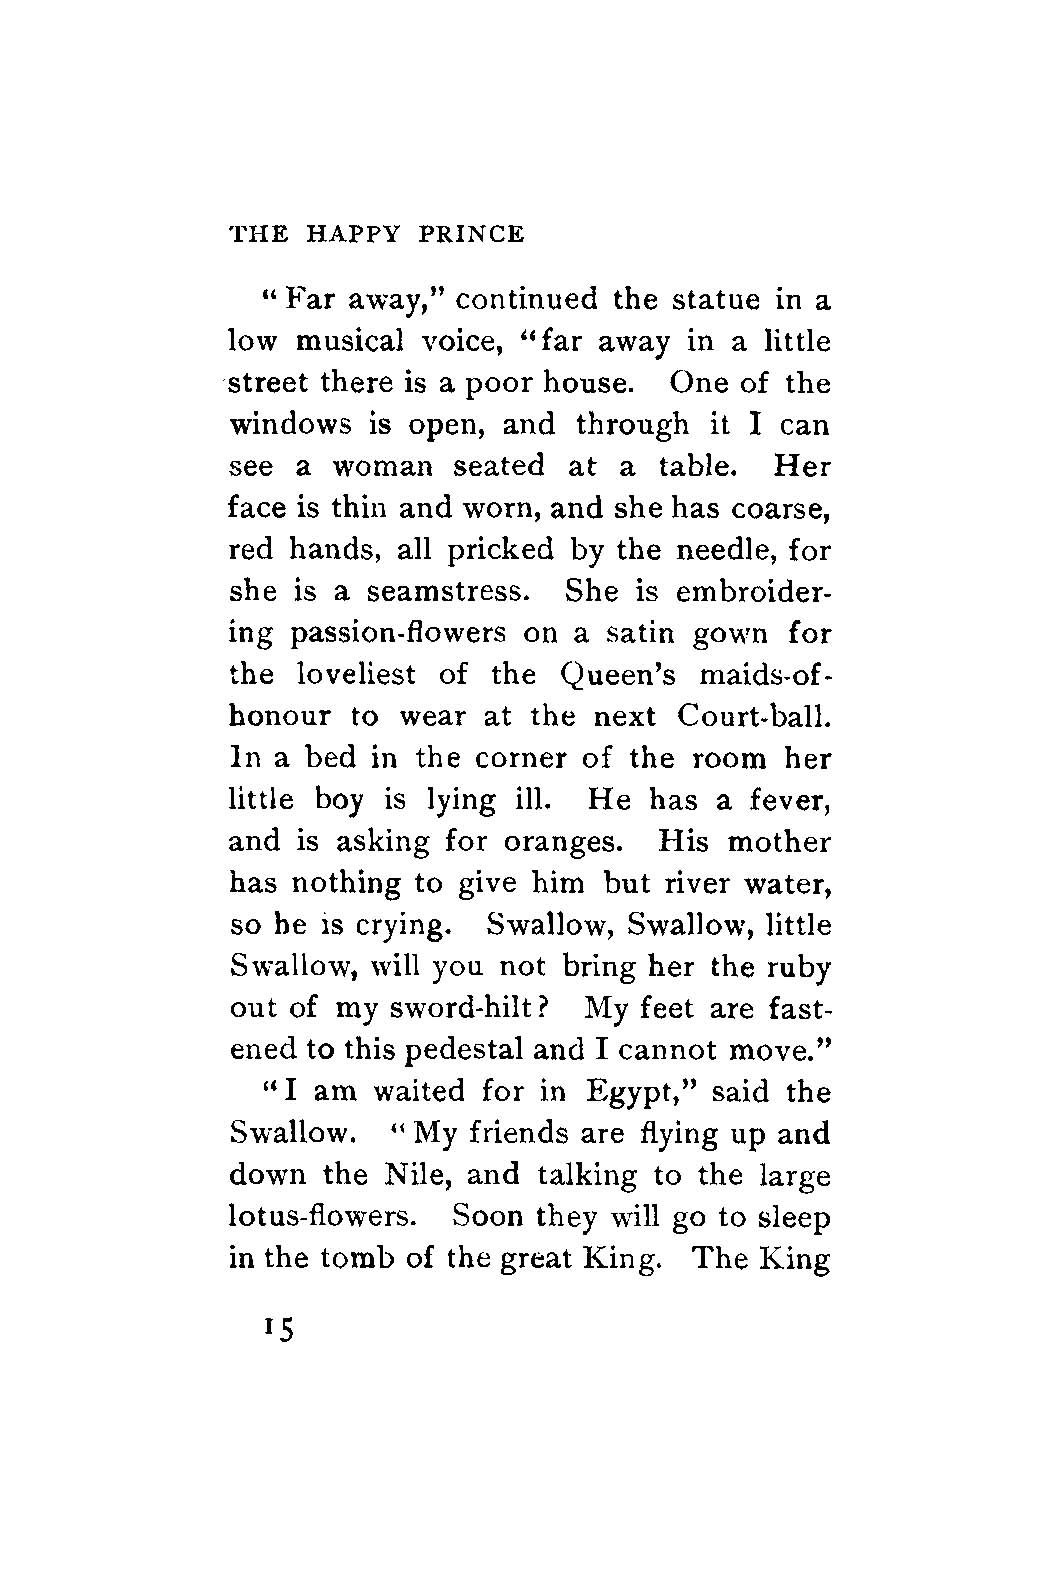 THE HAPPY PRINCE
“Far away,” continued the statue in a
low musical voice, “far away in a little
street there is a poor house. One of the
windows is open, and through it I can
see a woman seated at a table. Her
face is thin and worn, and she has coarse,
red hands, all pricked by the needle, for
she is a seamstress. She is embroider-
ing passion-flowers on a satin gown for
the loveliest of the Queen’s maids-of-
honour to wear at the next Court-ball.
In a bed in the corner of the room her
little boy is lying ill. He has a fever,
and is asking for oranges. His mother
has nothing to give him but river water,
so he is crying. Swallow, Swallow, little
Swallow, will you not bring her the ruby
out of my sword-hilt? My feet are fast-
ened to this pedestal and I cannot move.”
“I am waited for in Egypt,” said the
Swallow. “My friends are flying up and
down the Nile, and talking to the large
lotus-flowers. Soon they will go to sleep
in the tomb of the great King. The King
15